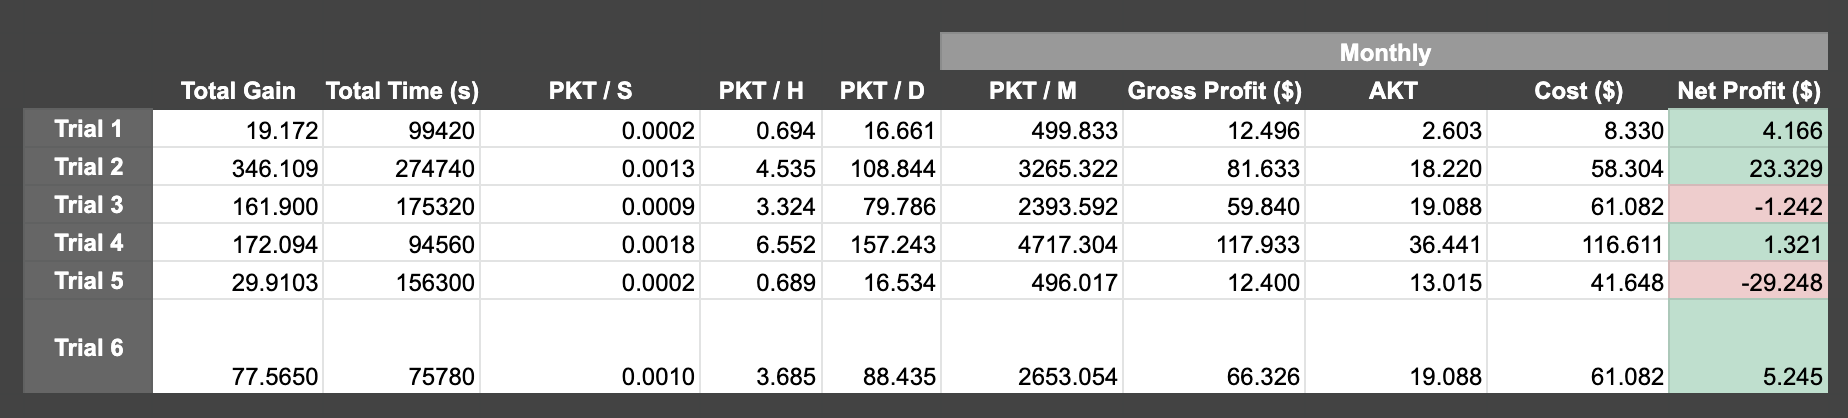 Monthly
Total Gain Total Time (s) PKT / S PKT / H PKT / D PKT / M Gross Profit ($) AKT Cost ($) Net Profit ($)
Trial 1 19.172 99420 0.0002 0.694 16.661 499.833 12.496 2.603 8.330 4.166
Trial 2 346.109 274740 0.0013 4.535 108.844 3265.322 81.633 18.220 58.304 23.329
Trial 3 161.900 175320 0.0009 3.324 79.786 2393.592 59.840 19.088 61.082 -1.242
Trial 4 172.094 94560 0.0018 6.552 157.243 4717.304 117.933 36.441 116.611 1.321
Trial 5 29.9103 156300 0.0002 0.689 16.534 496.017 12.400 13.015 41.648 -29.248
Trial 6 77.5650 75780 0.0010 3.685 88.435 2653.054 66.326 19.088 61.082 5.245